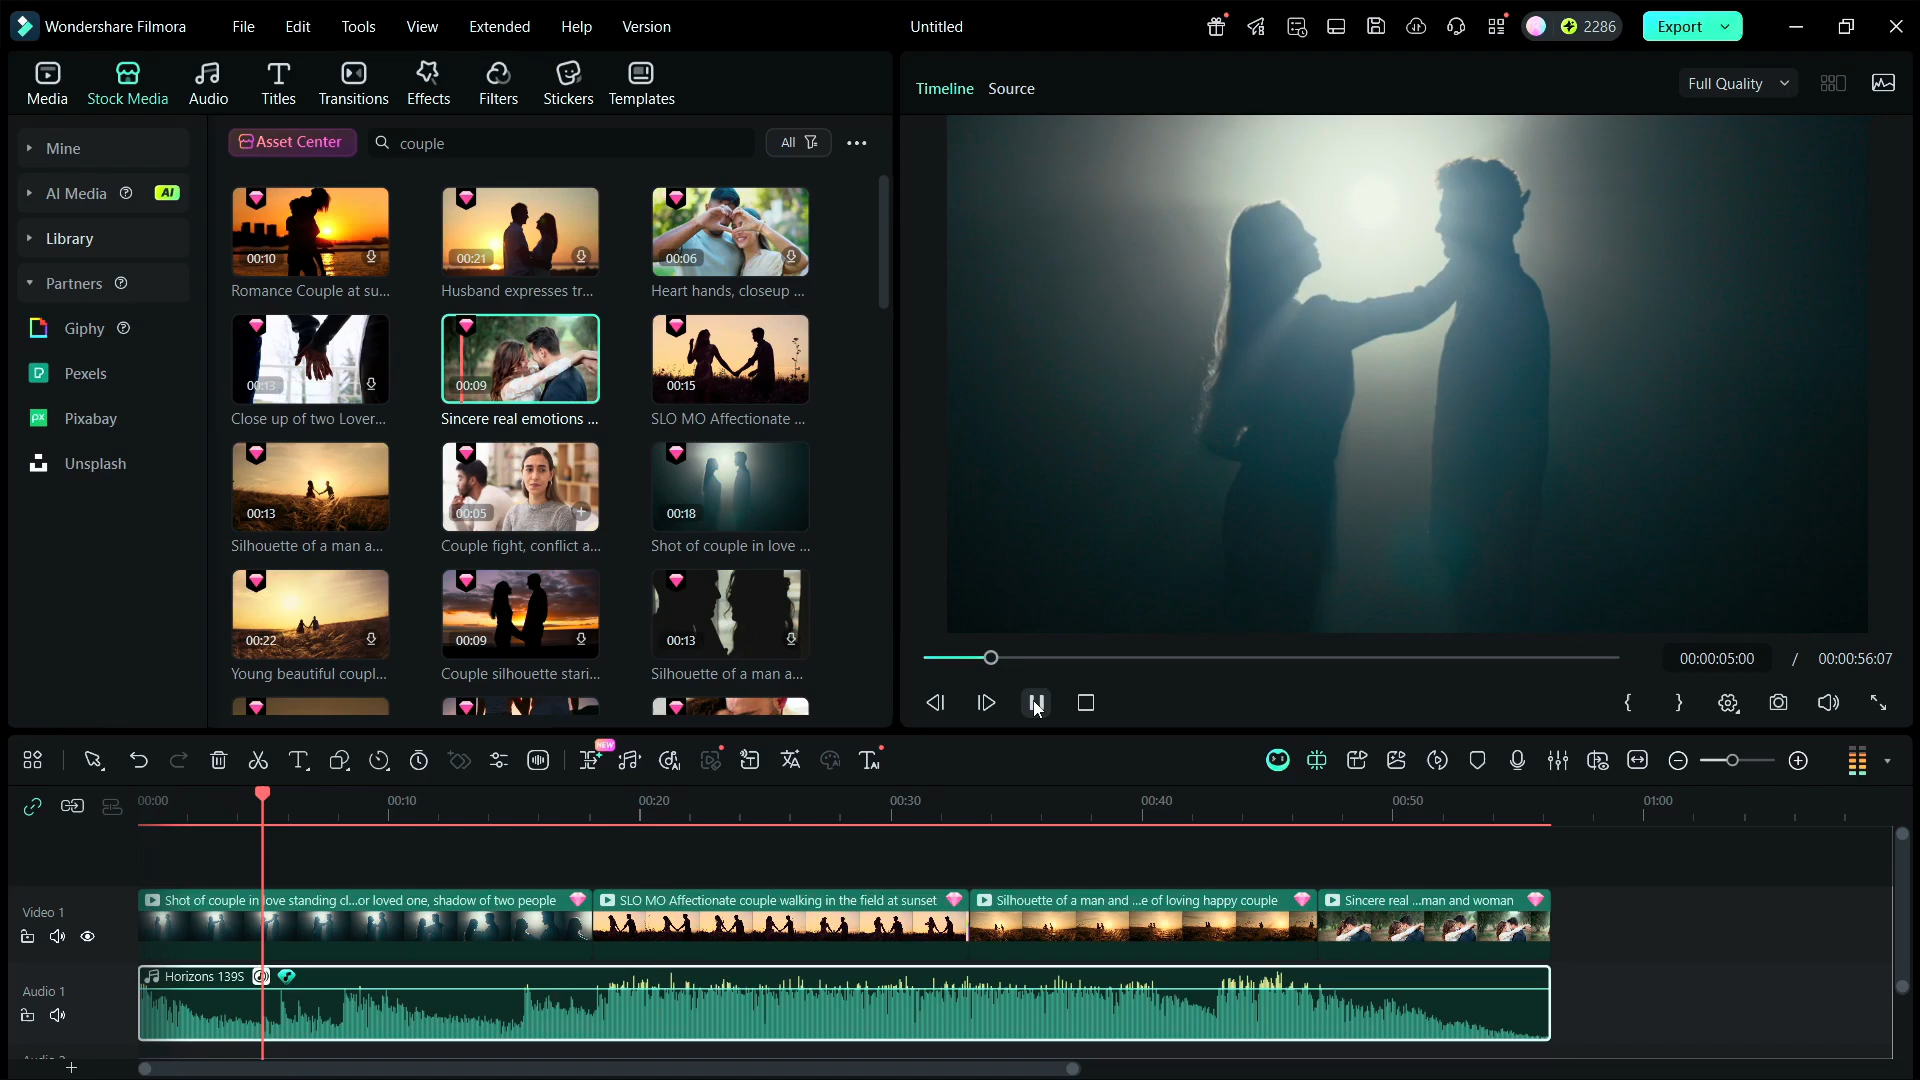 Wondershare Filmora
File
Edit
Tools
View
Extended
Help
Version
Untitled
2286
Export
Media
Stock Media
Audio
Titles
Transitions
Effects
Filters
Stickers
Templates
Timeline
Source
Full Quality
Mine
AI Media
AI
Library
Partners
Giphy
Pexels
Pixabay
Unsplash
Asset Center
couple
All
00:10
00:21
00:06
Romance Couple at su...
Husband expresses tr...
Heart hands, closeup ...
00:13
00:09
00:15
Close up of two Lover...
Sincere real emotions ...
SLO MO Affectionate ...
00:13
00:05
00:18
Silhouette of a man a...
Couple fight, conflict a...
Shot of couple in love ...
00:22
00:09
00:13
Young beautiful coupl...
Couple silhouette stari...
Silhouette of a man a...
00:00:05:00
/
00:00:56:07
NEW
00:00
00:10
00:20
00:30
00:40
00:50
01:00
Video 1
Shot of couple in love standing cl...or loved one, shadow of two people
SLO MO Affectionate couple walking in the field at sunset
Silhouette of a man and ...e of loving happy couple
Sincere real ...man and woman
Audio 1
Horizons 139S